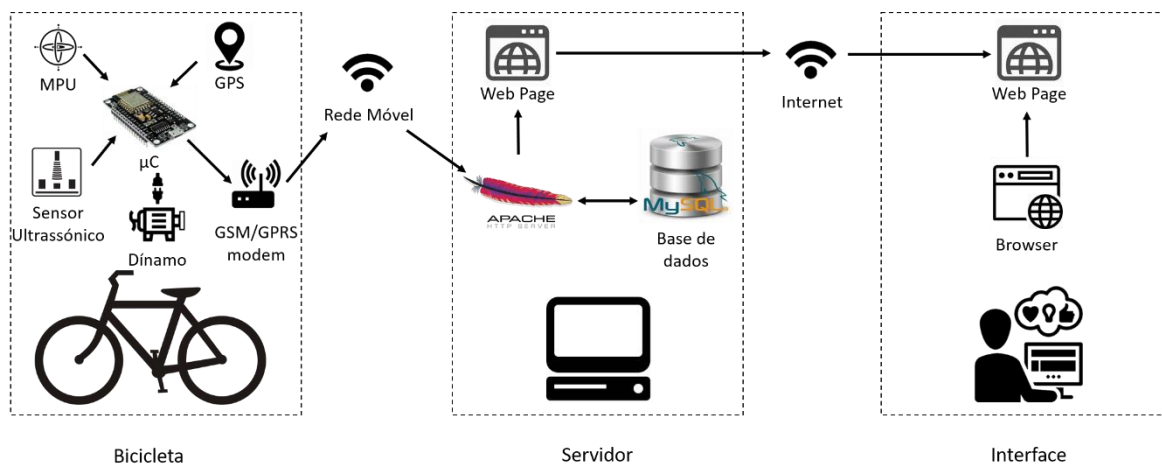 MPU
GPS
Sensor
Ultrassónico
µC
Dínamo
GSM/GPRS
modem
Rede Móvel
Web Page
APACHE
HTTP SERVER
MySQL
Base de
dados
Internet
Web Page
Browser
Bicicleta
Servidor
Interface